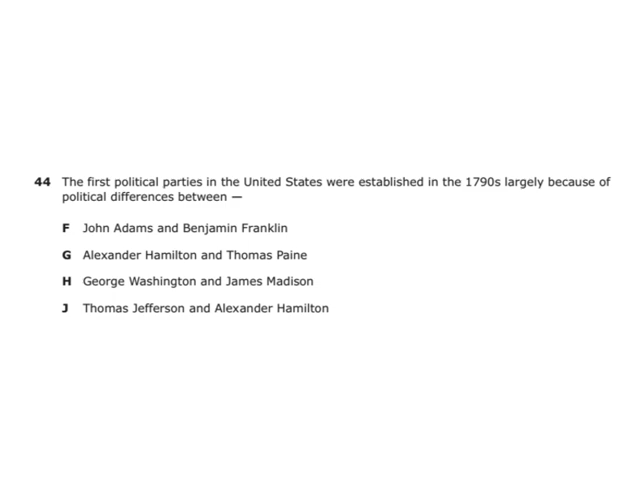 44 The first political parties in the United States were established in the 1790s largely because of
political differences between —
F John Adams and Benjamin Franklin
G Alexander Hamilton and Thomas Paine
H George Washington and James Madison
J Thomas Jefferson and Alexander Hamilton